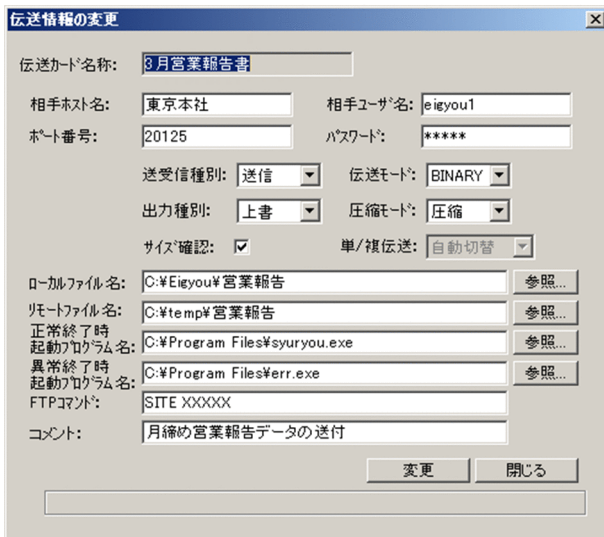 伝送情報の変更
伝送カード名称: 3月営業報告書
相手ホスト名: 東京本社 相手ユーザ名: eigyou1
ポート番号: 20125 パスワード: *****
送受信種別: 送信 伝送モード: BINARY
出力種別: 上書 圧縮モード: 圧縮
サイズ確認: 単/複伝送: 自動切替
ローカルファイル名: C:¥Eigyou¥営業報告 参照...
リモートファイル名: C:¥temp¥営業報告 参照...
正常終了時
起動プログラム名: C:¥Program Files¥syuryou.exe 参照...
異常終了時
起動プログラム名: C:¥Program Files¥err.exe 参照...
FTPコマンド: SITE XXXXX
コメント: 月締め営業報告データの送付
変更 閉じる